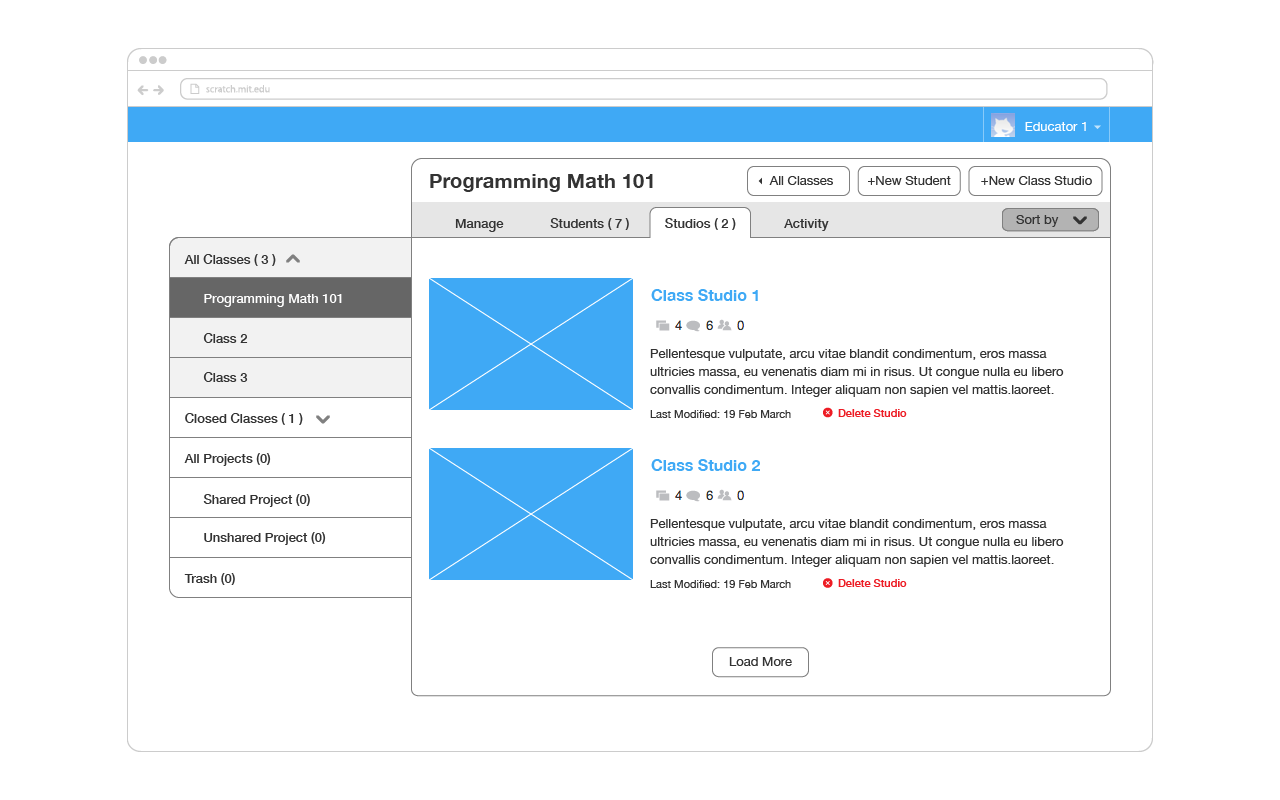 scratch.mit.edu
Educator 1
Programming Math 101
All Classes
+New Student
+New Class Studio
Manage
Students ( 7 )
Studios ( 2 )
Activity
Sort by
All Classes ( 3 )
Programming Math 101
Class 2
Class 3
Closed Classes ( 1 )
All Projects (0)
Shared Project (0)
Unshared Project (0)
Trash (0)
Class Studio 1
4 6 0
Pellentesque vulputate, arcu vitae blandit condimentum, eros massa
ultricies massa, eu venenatis diam mi in risus. Ut congue nulla eu libero
convallis condimentum. Integer aliquam non sapien vel mattis.laoreet.
Last Modified: 19 Feb March
Delete Studio
Class Studio 2
4 6 0
Pellentesque vulputate, arcu vitae blandit condimentum, eros massa
ultricies massa, eu venenatis diam mi in risus. Ut congue nulla eu libero
convallis condimentum. Integer aliquam non sapien vel mattis.laoreet.
Last Modified: 19 Feb March
Delete Studio
Load More